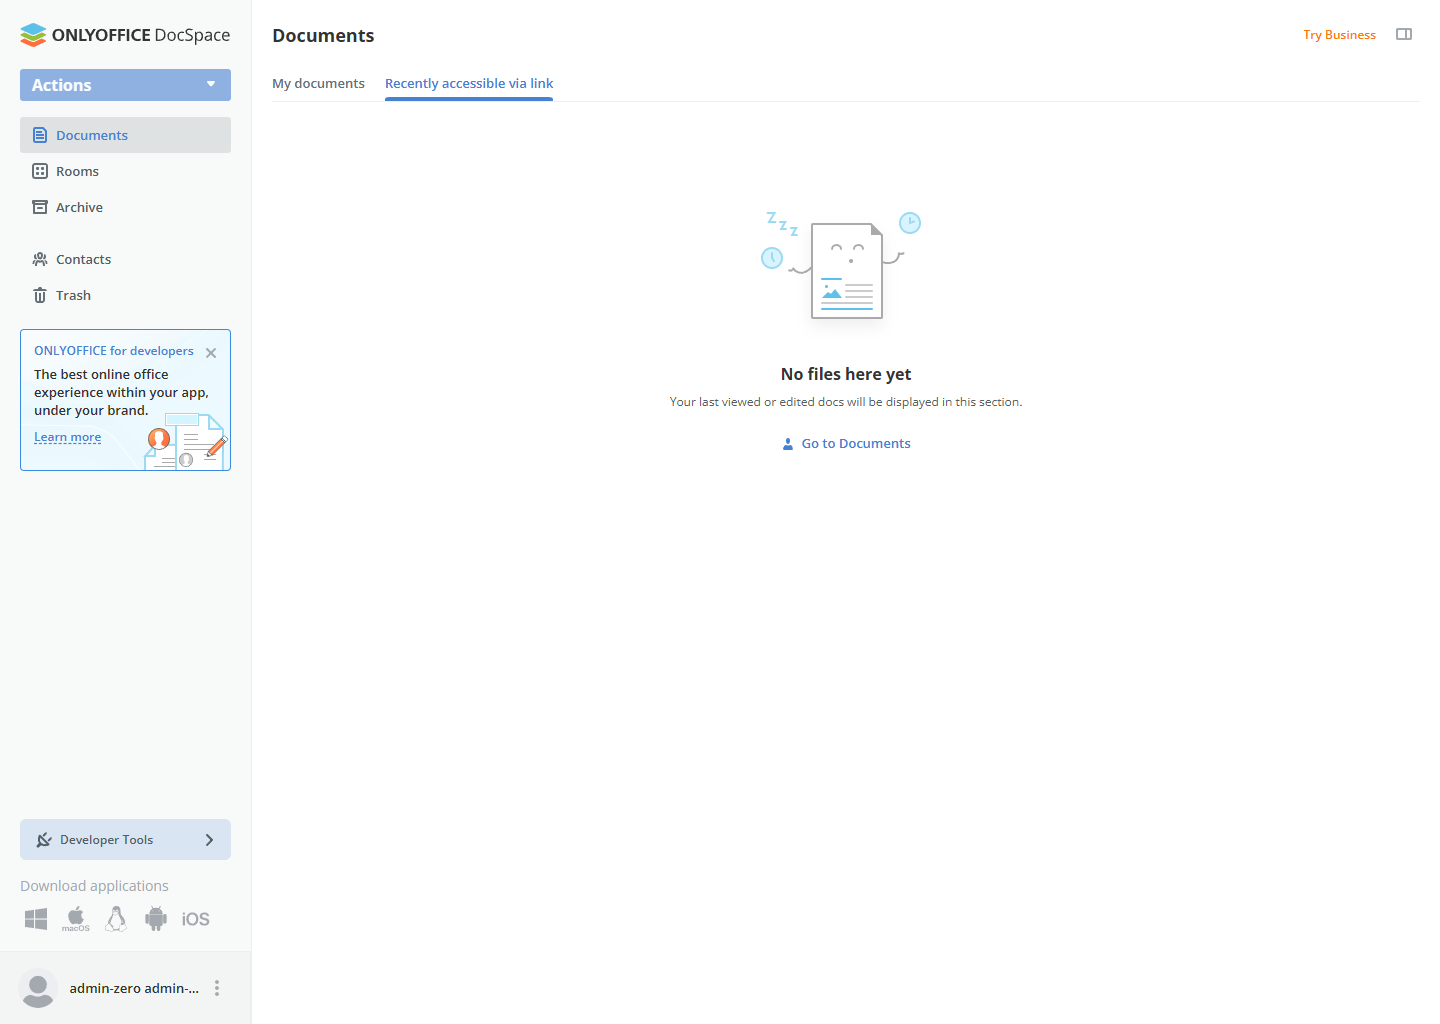 ONLYOFFICE DocSpace
Actions
Documents
Rooms
Archive
Contacts
Trash
ONLYOFFICE for developers
The best online office
experience within your app,
under your brand.
Learn more
Developer Tools
Download applications
macOS
iOS
admin-zero admin-...
Documents
Try Business
My documents
Recently accessible via link
Z z z
No files here yet
Your last viewed or edited docs will be displayed in this section.
Go to Documents